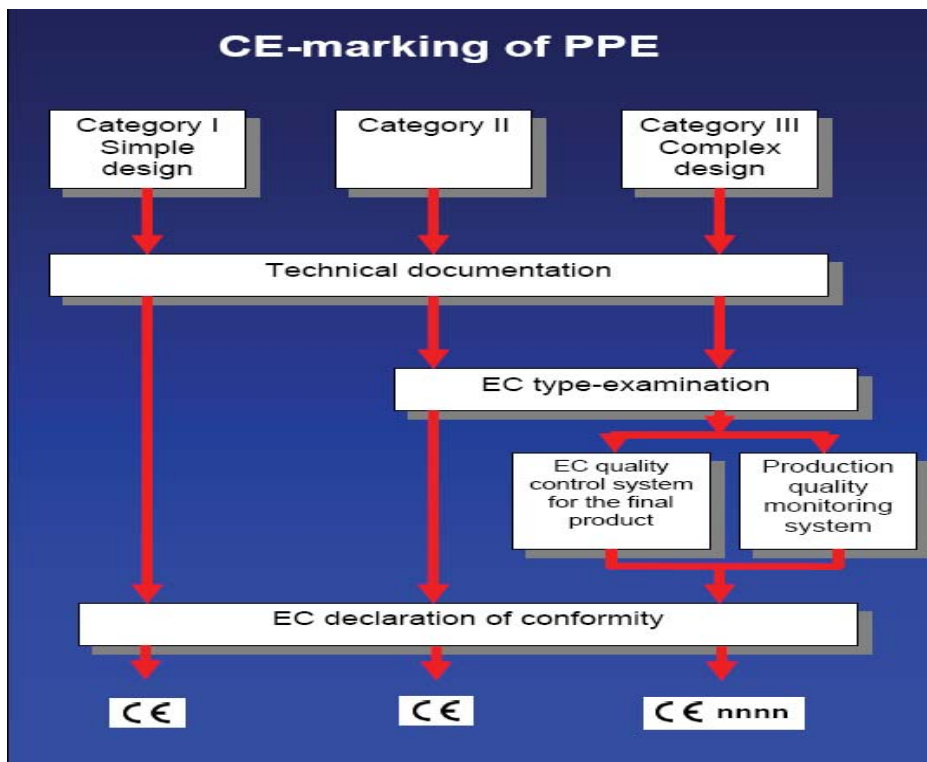 CE-marking of PPE
Category I
Simple
design
Category II
Category III
Complex
design
Technical documentation
EC type-examination
EC quality
control system
for the final
product
Production
quality
monitoring
system
EC declaration of conformity
CE
CE
CE nnnn